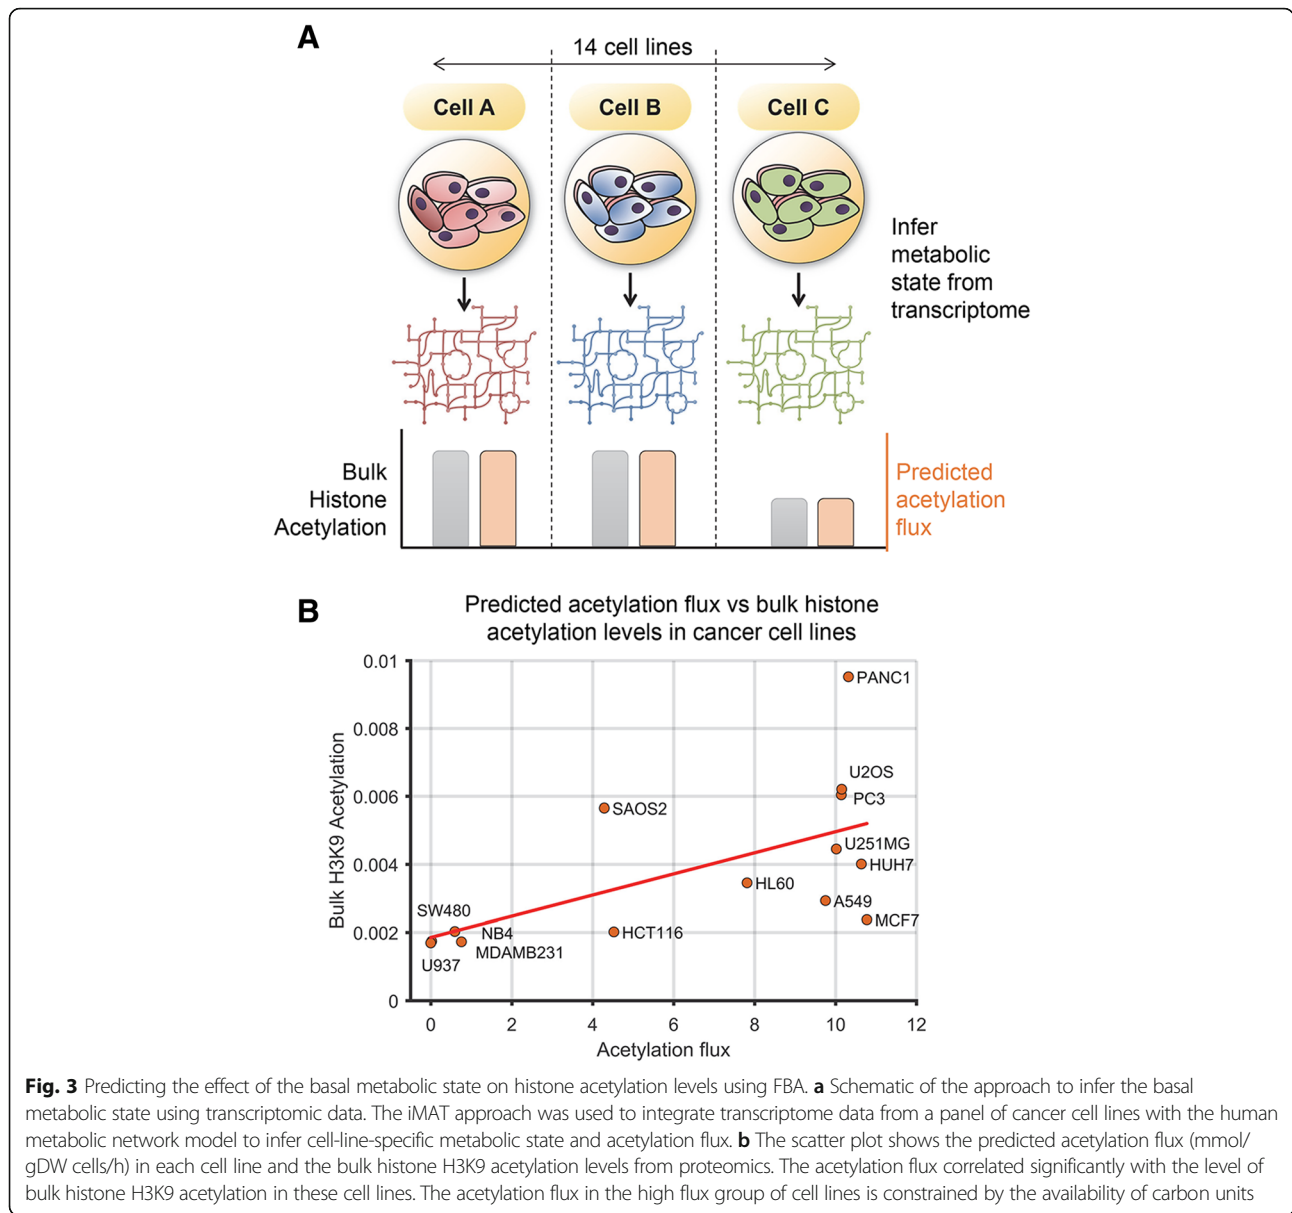 A
14 cell lines
Cell A
Cell B
Cell C
Infer
metabolic
state from
transcriptome
Bulk
Histone
Acetylation
Predicted
acetylation
flux
B
Predicted acetylation flux vs bulk histone
acetylation levels in cancer cell lines
Bulk H3K9 Acetylation
0.01
0.008
0.006
0.004
0.002
0
PANC1
U2OS
PC3
SAOS2
U251MG
HUH7
HL60
A549
MCF7
SW480
NB4
HCT116
MDAMB231
U937
0 2 4 6 8 10 12
Acetylation flux
Fig. 3 Predicting the effect of the basal metabolic state on histone acetylation levels using FBA. a Schematic of the approach to infer the basal
metabolic state using transcriptomic data. The iMAT approach was used to integrate transcriptome data from a panel of cancer cell lines with the human
metabolic network model to infer cell-line-specific metabolic state and acetylation flux. b The scatter plot shows the predicted acetylation flux (mmol/
gDW cells/h) in each cell line and the bulk histone H3K9 acetylation levels from proteomics. The acetylation flux correlated significantly with the level of
bulk histone H3K9 acetylation in these cell lines. The acetylation flux in the high flux group of cell lines is constrained by the availability of carbon units